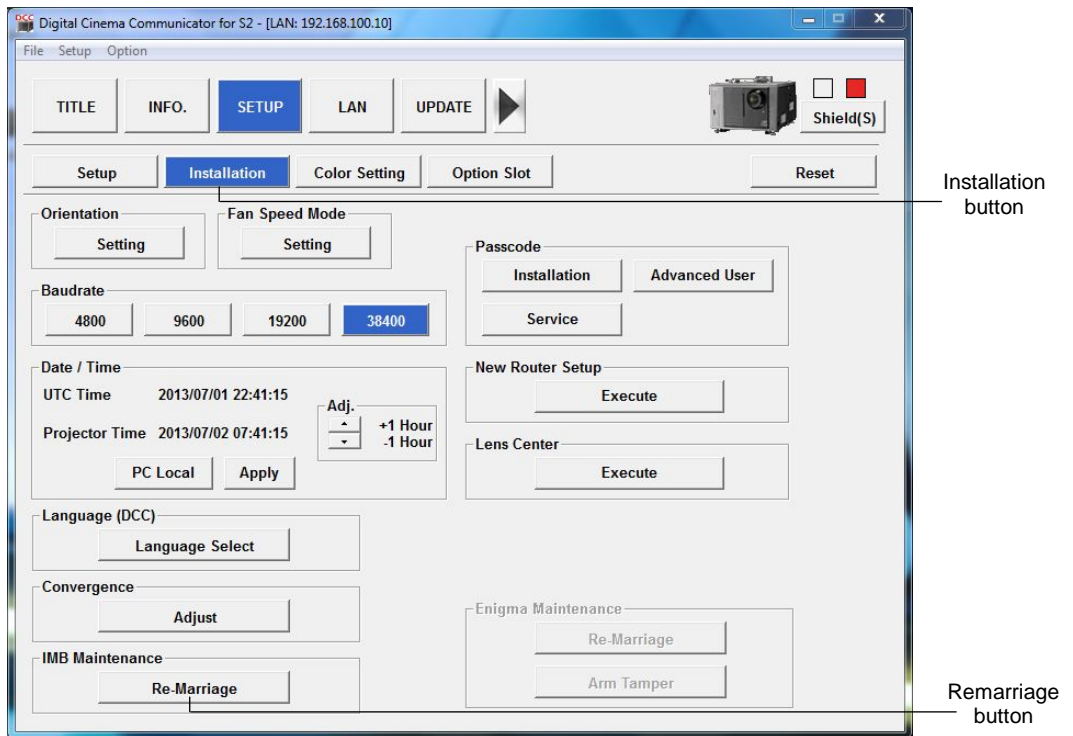 DCC
Digital Cinema Communicator for S2 - [LAN: 192.168.100.10]
File Setup Option
TITLE INFO. SETUP LAN UPDATE
Shield(S)
Setup Installation Color Setting Option Slot Reset
Installation
button
Orientation
Setting
Fan Speed Mode
Setting
Passcode
Installation Advanced User
Service
Baudrate
4800 9600 19200 38400
Date / Time
UTC Time 2013/07/01 22:41:15
Projector Time 2013/07/02 07:41:15
Adj.
+1 Hour
-1 Hour
PC Local Apply
New Router Setup
Execute
Lens Center
Execute
Language (DCC)
Language Select
Convergence
Adjust
IMB Maintenance
Re-Marriage
Enigma Maintenance
Re-Marriage
Arm Tamper
Remarriage
button